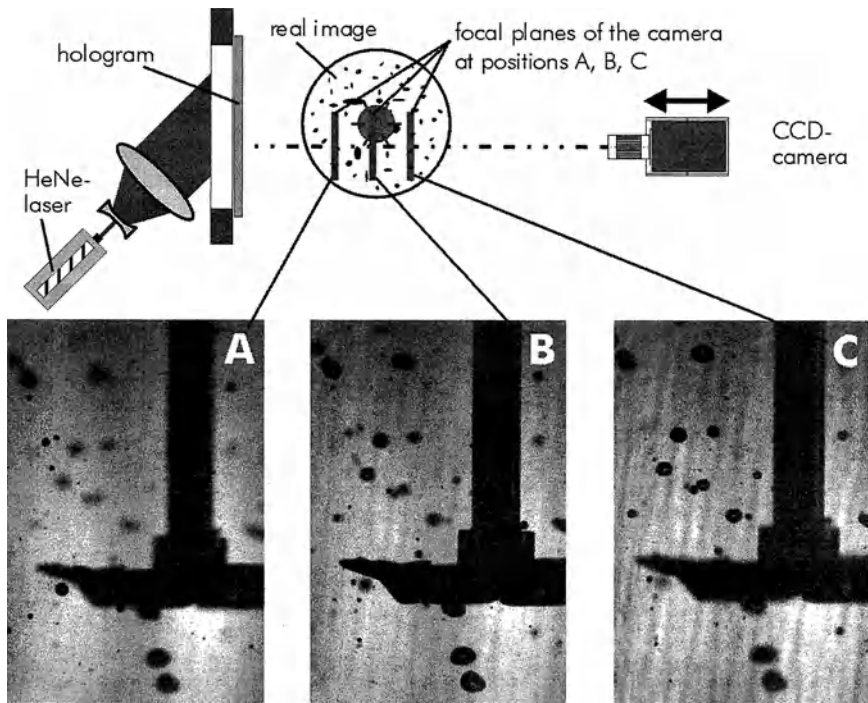 real image
focal planes of the camera
at positions A, B, C
hologram
CCD-
camera
HeNe-
laser
A
B
C